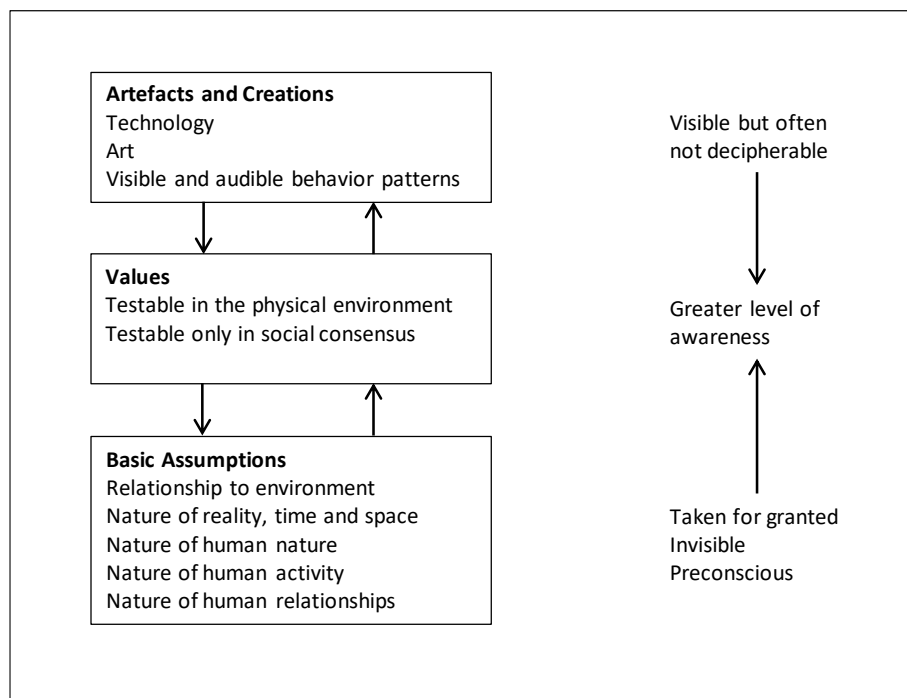 Artefacts and Creations
Technology
Art
Visible and audible behavior patterns
Values
Testable in the physical environment
Testable only in social consensus
Basic Assumptions
Relationship to environment
Nature of reality, time and space
Nature of human nature
Nature of human activity
Nature of human relationships
Visible but often
not decipherable
Greater level of
awareness
Taken for granted
Invisible
Preconscious